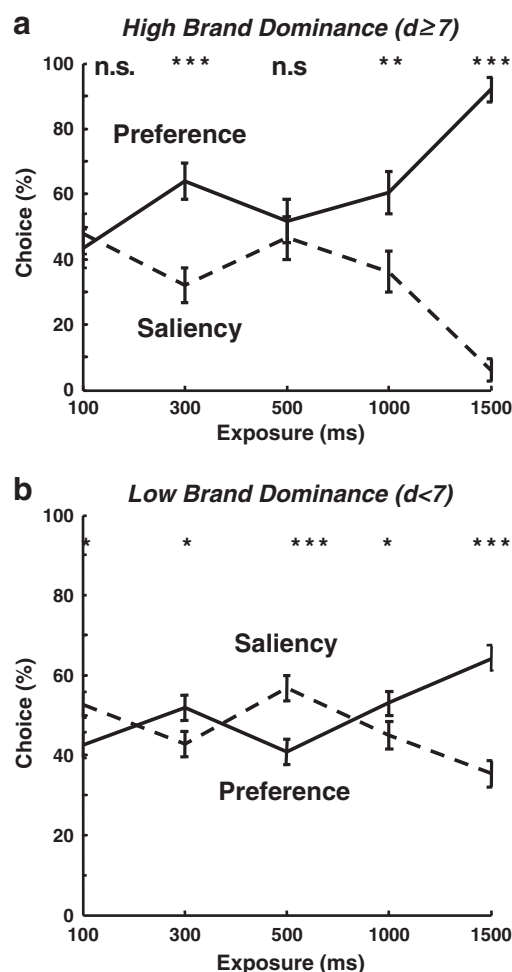 a
High Brand Dominance (d≥7)
n.s. *** n.s ** ***
100
80
60
40
20
0
Choice (%)
Preference
Saliency
100 300 500 1000 1500
Exposure (ms)
b
Low Brand Dominance (d<7)
* * *** * ***
100
80
60
40
20
0
Choice (%)
Saliency
Preference
100 300 500 1000 1500
Exposure (ms)